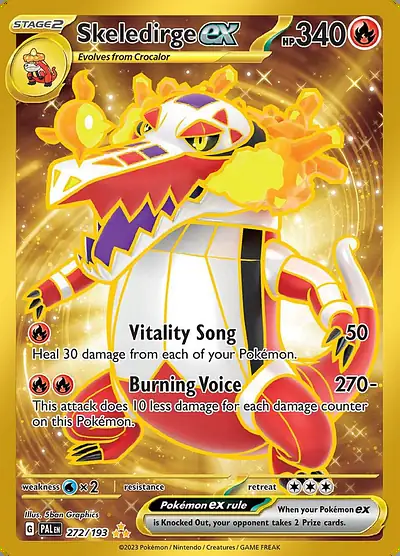 STAGE2 Skeledirge ex HP340
Evolves from Crocalor
Vitality Song 50
Heal 30 damage from each of your Pokémon.
Burning Voice 270-
This attack does 10 less damage for each damage counter
on this Pokémon.
weakness ×2 resistance retreat
Illus. 5ban Graphics
G PAL EN 272/193
Pokémon ex rule When your Pokémon ex
is Knocked Out, your opponent takes 2 Prize cards.
©2023 Pokémon / Nintendo / Creatures / GAME FREAK